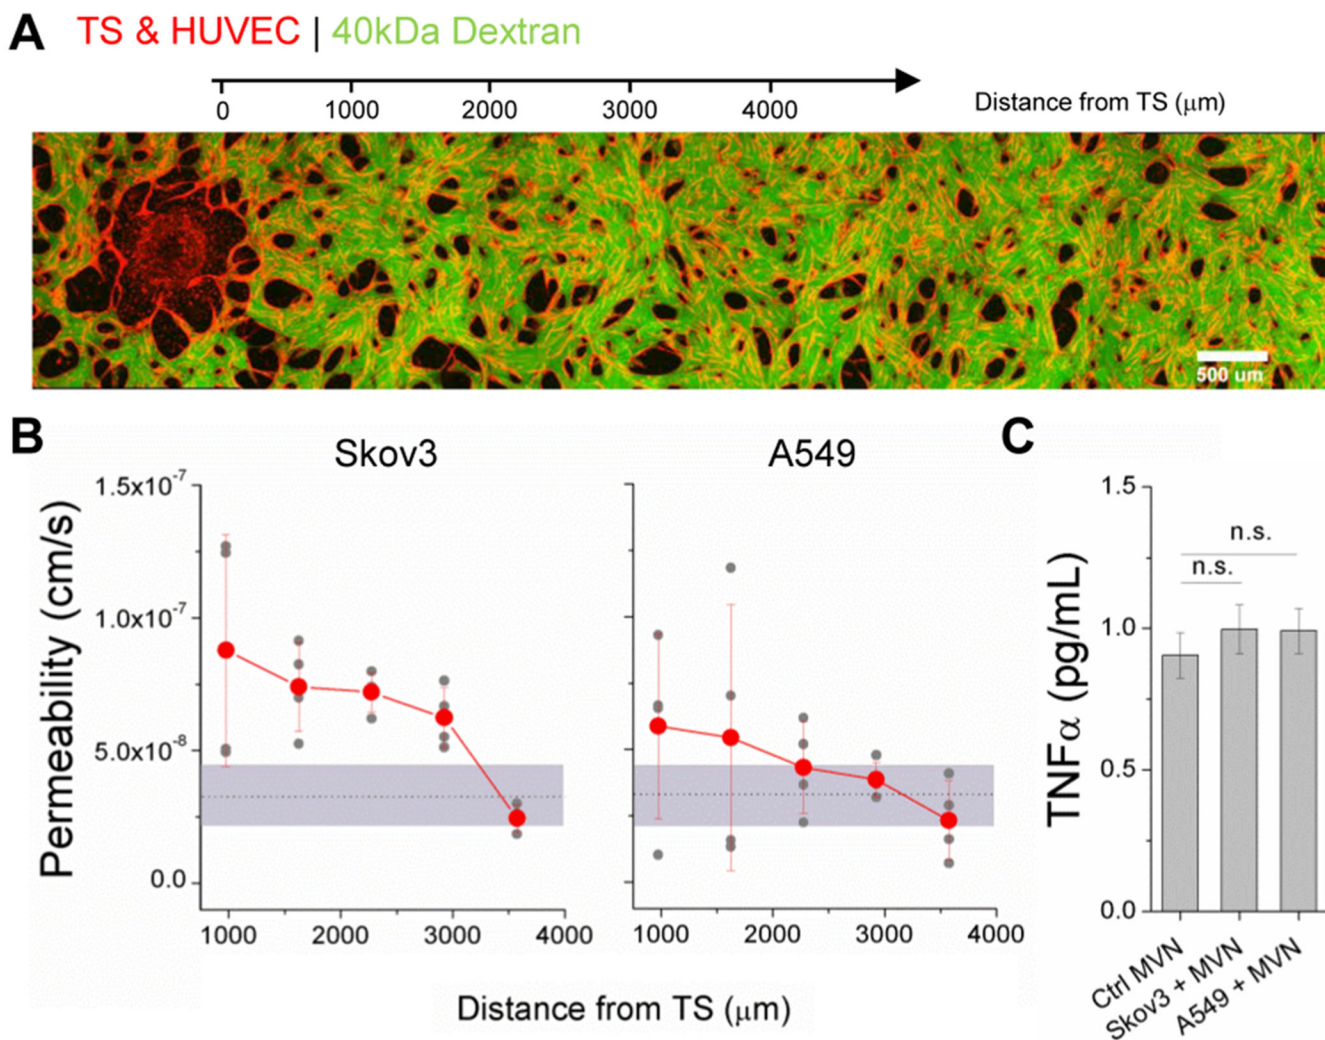 A TS & HUVEC | 40kDa Dextran
0 1000 2000 3000 4000 Distance from TS (μm)
500 um
B
Skov3 A549
Permeability (cm/s)
1.5x10⁻⁷
1.0x10⁻⁷
5.0x10⁻⁸
0.0
1000 2000 3000 4000 1000 2000 3000 4000
Distance from TS (μm)
C
TNFα (pg/mL)
1.5
1.0
0.5
0.0
n.s.
n.s.
Ctrl MVN
Skov3 + MVN
A549 + MVN